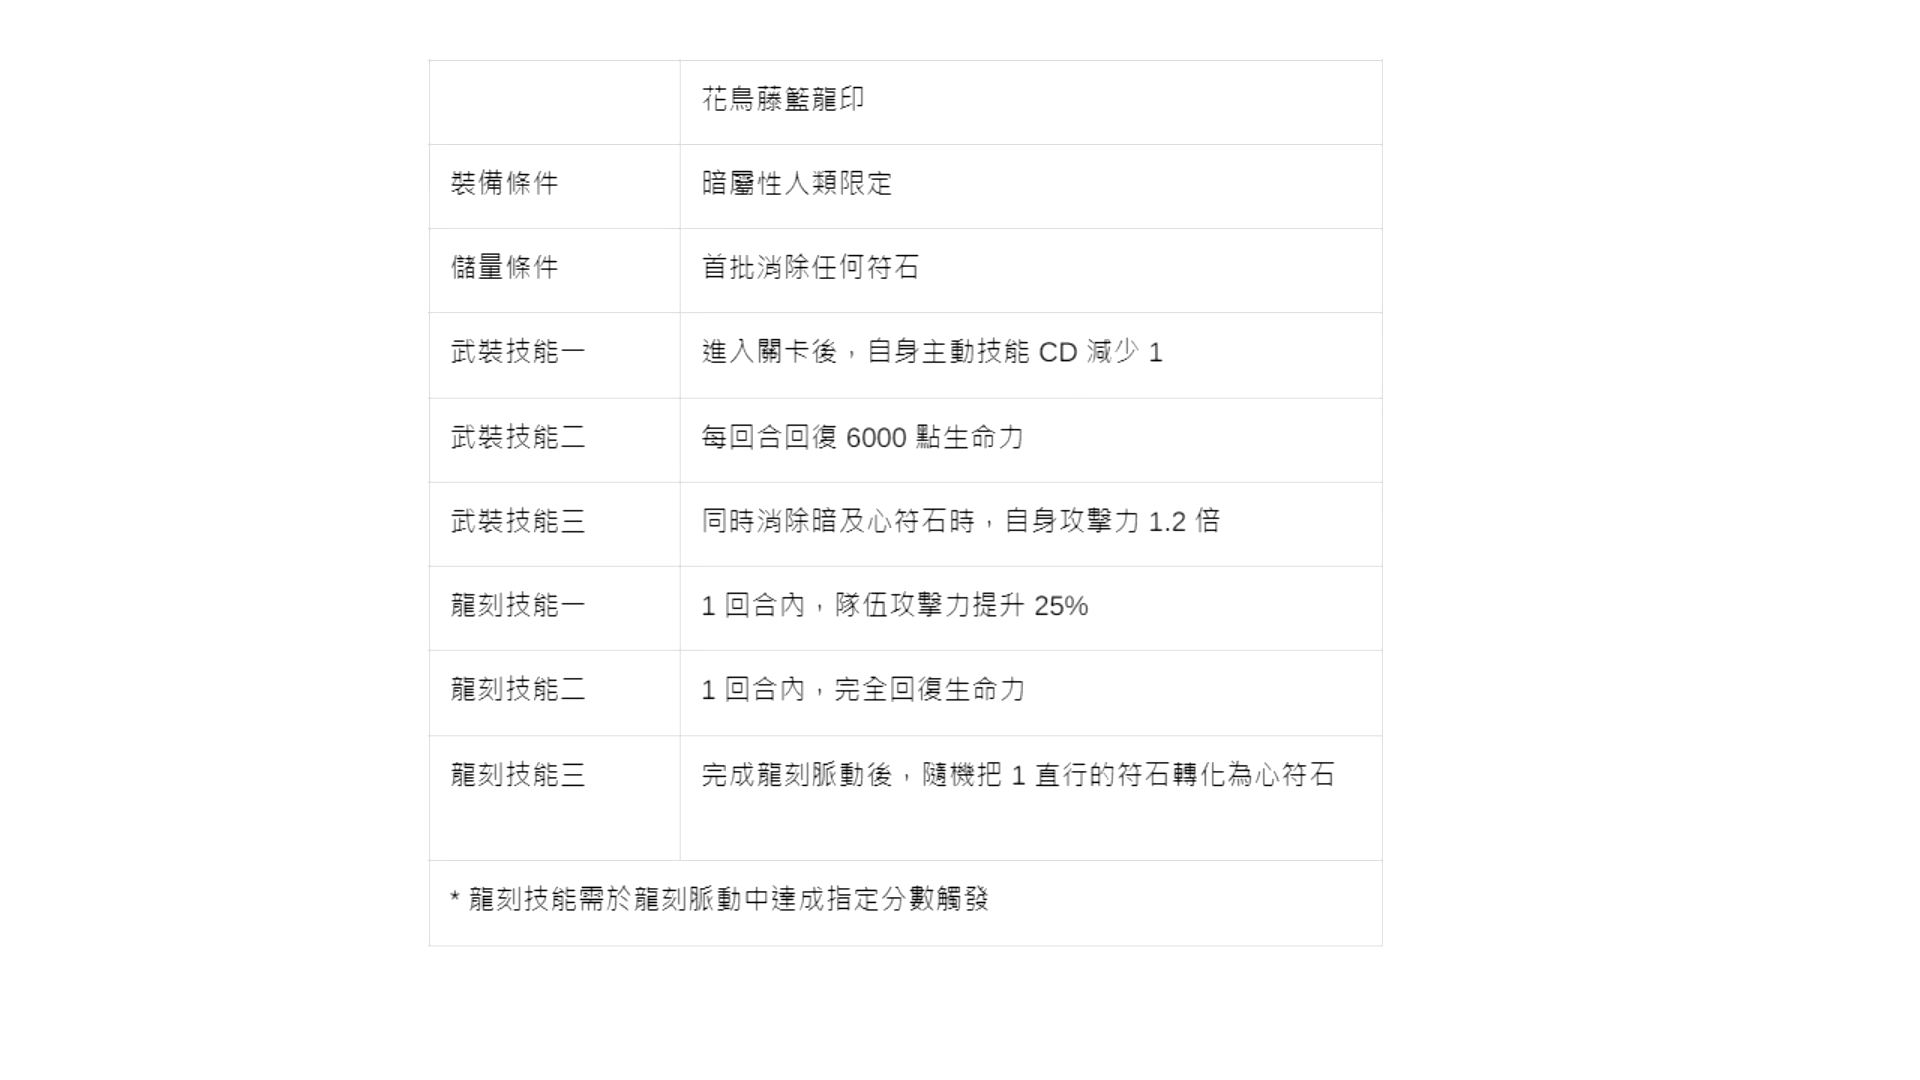 花鳥藤籃龍印
裝備條件 暗屬性人類限定
儲量條件 首批消除任何符石
武裝技能一 進入關卡後，自身主動技能 CD 減少 1
武裝技能二 每回合回復 6000 點生命力
武裝技能三 同時消除暗及心符石時，自身攻擊力 1.2 倍
龍刻技能一 1 回合內，隊伍攻擊力提升 25%
龍刻技能二 1 回合內，完全回復生命力
龍刻技能三 完成龍刻脈動後，隨機把 1 直行的符石轉化為心符石
* 龍刻技能需於龍刻脈動中達成指定分數觸發